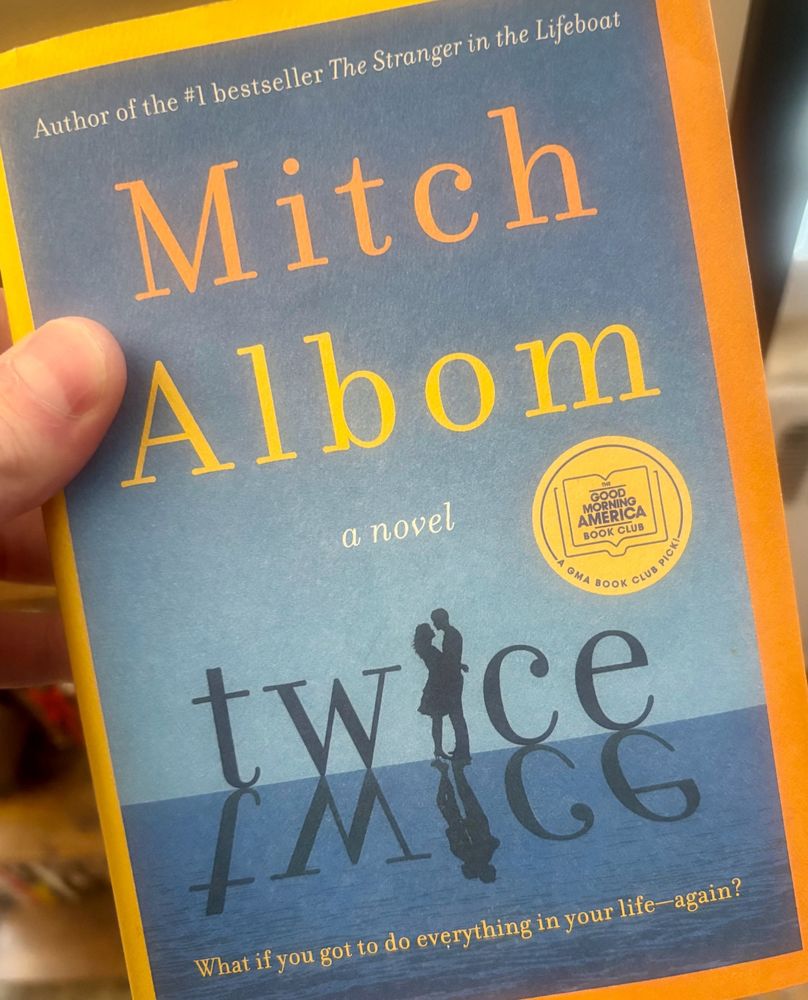 Author of the #1 bestseller The Stranger in the Lifeboat
Mitch
Albom
a novel
THE
GOOD
MORNING
AMERICA
BOOK CLUB
A GMA BOOK CLUB PICK!
twice
twice
What if you got to do everything in your life—again?